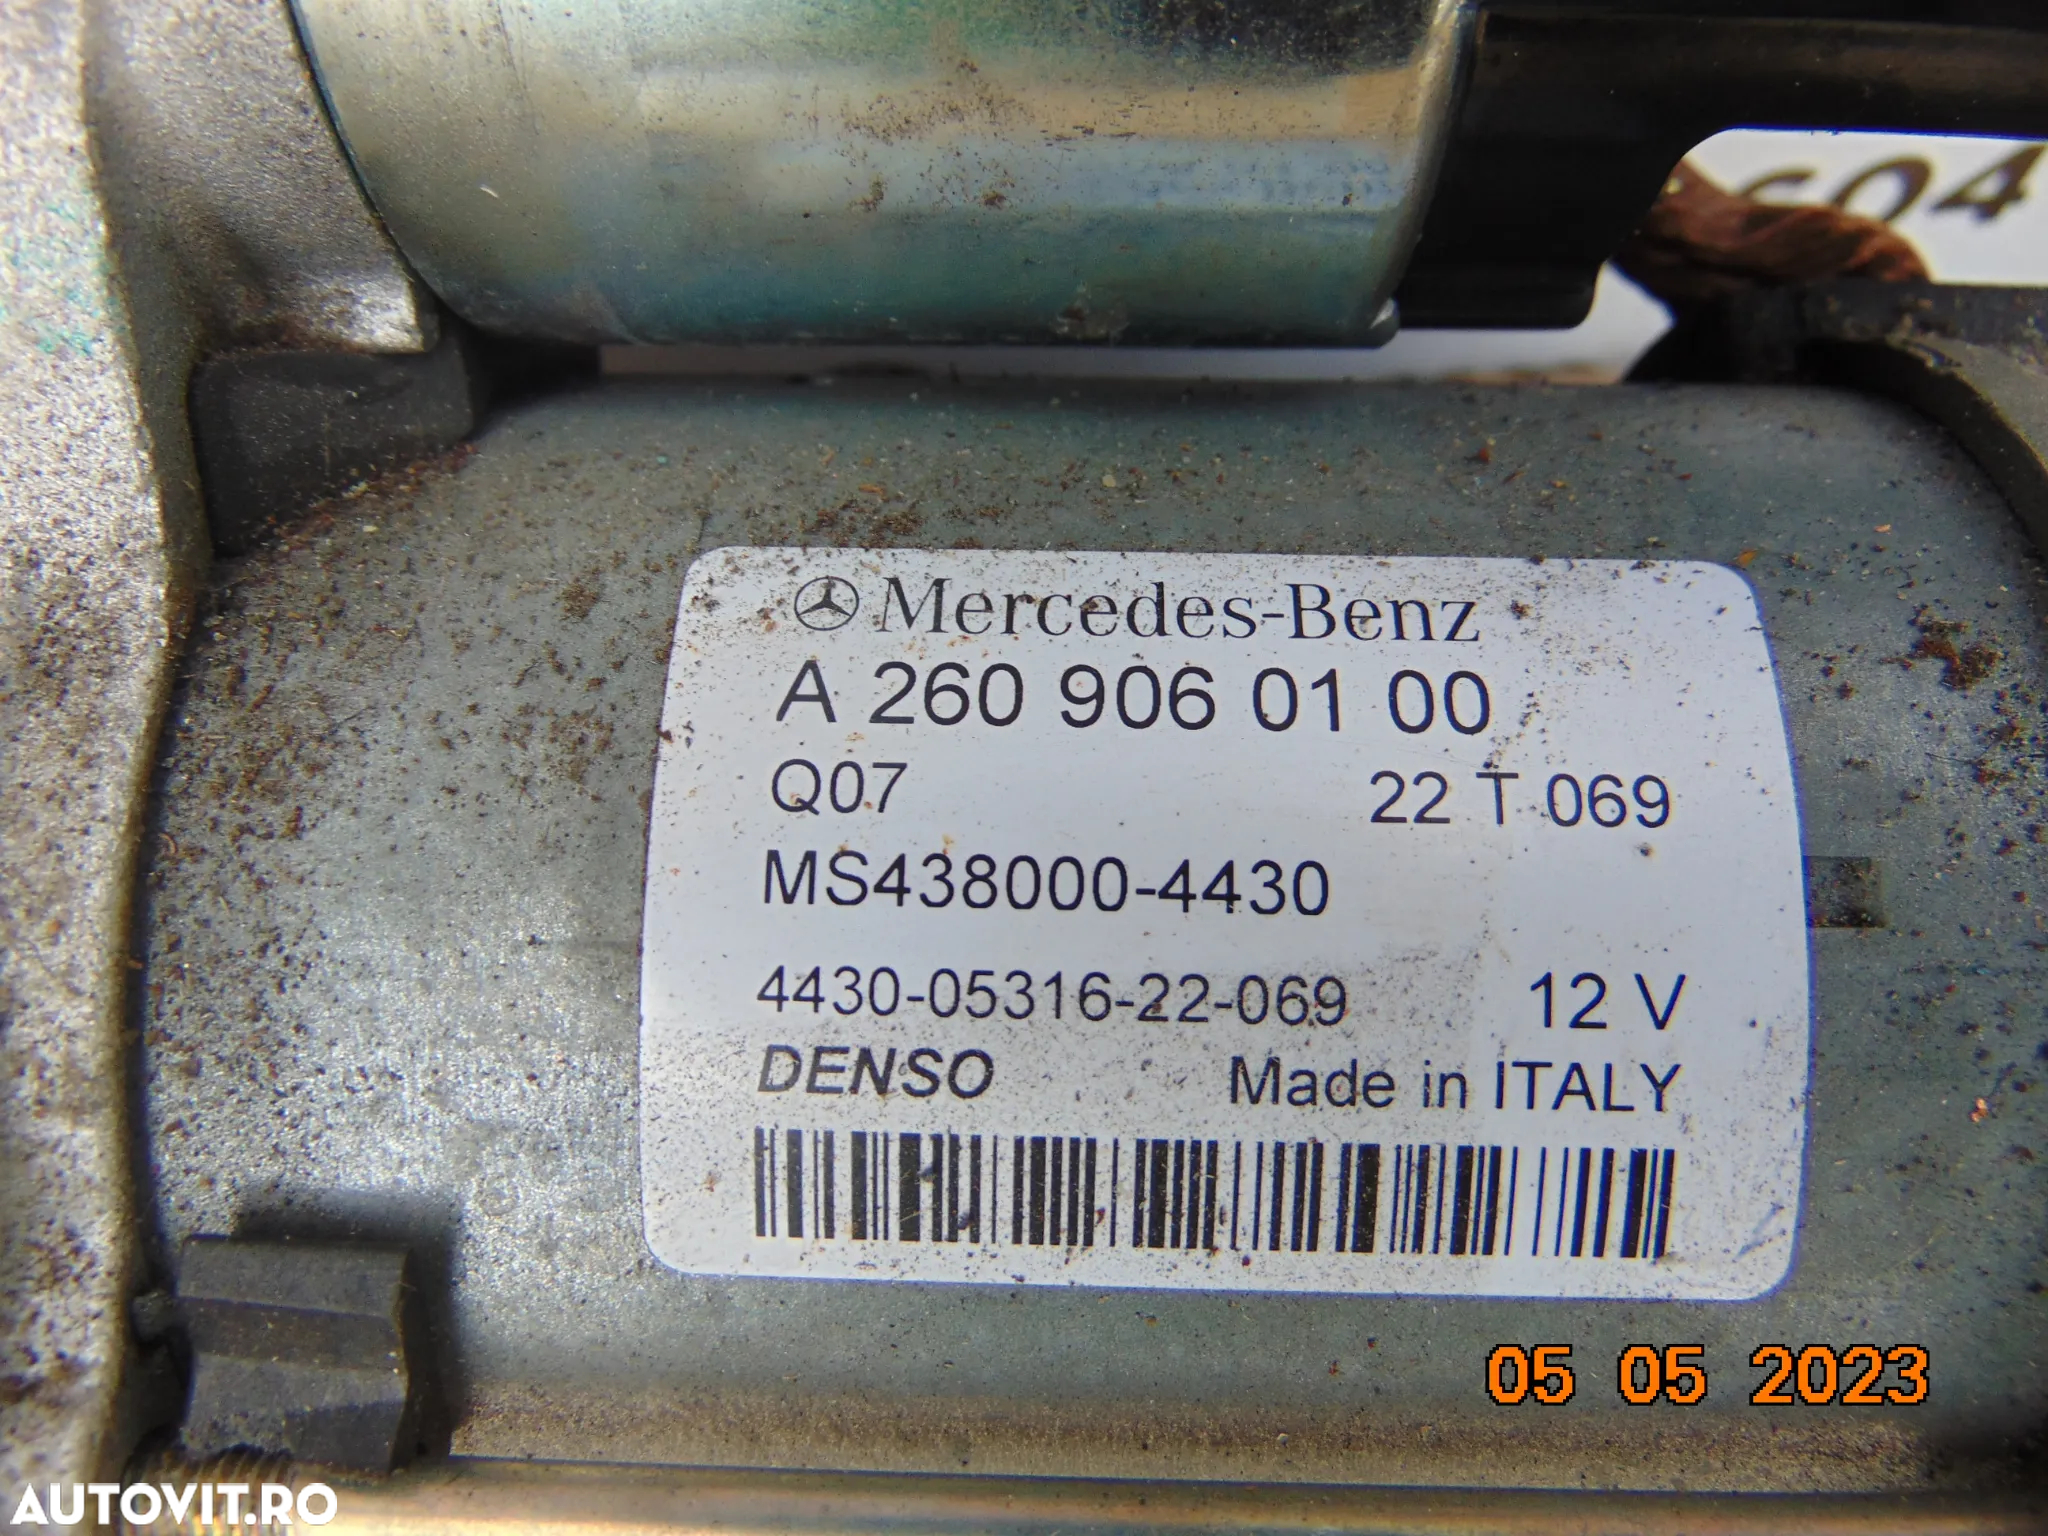 Mercedes-Benz
A 260 906 01 00
Q07 22 T 069
MS438000-4430
4430-05316-22-069 12 V
DENSO Made in ITALY
05 05 2023
AUTOVIT.RO